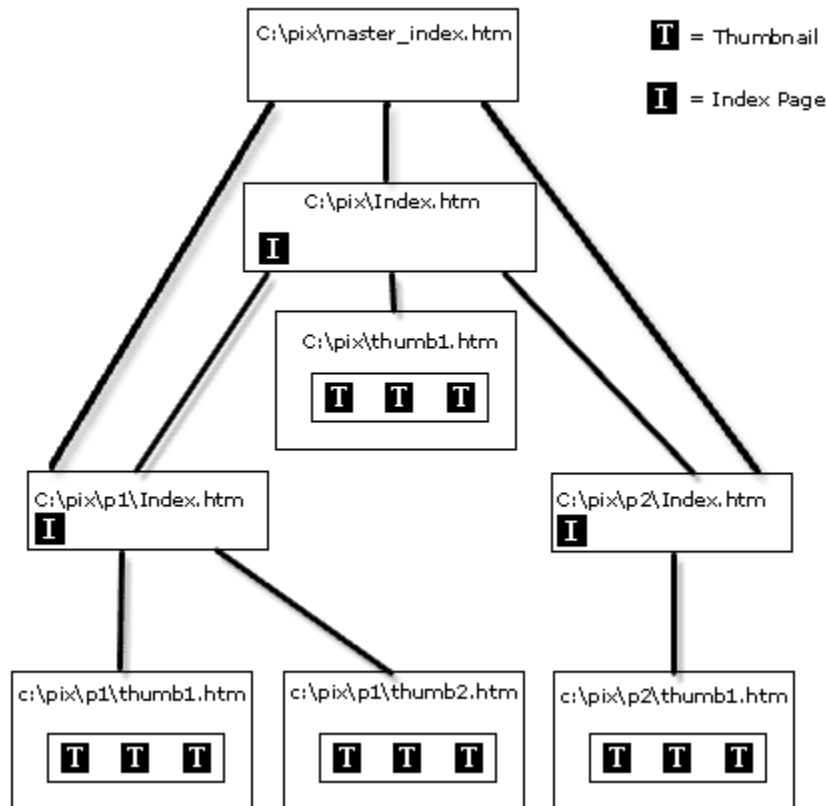 C:\pix\master_index.htm
T = Thumbnail
I = Index Page
C:\pix\Index.htm
I
C:\pix\thumb1.htm
T T T
C:\pix\p1\Index.htm
I
C:\pix\p2\Index.htm
I
c:\pix\p1\thumb1.htm
T T T
c:\pix\p1\thumb2.htm
T T T
c:\pix\p2\thumb1.htm
T T T